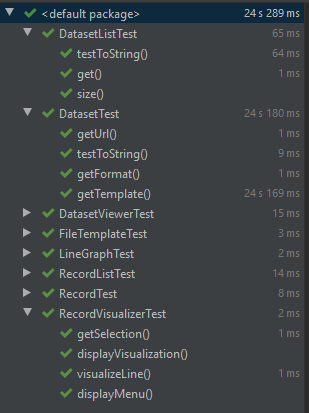 <default package> 24 s 289 ms
DatasetListTest 65 ms
testToString() 64 ms
get() 1 ms
size()
DatasetTest 24 s 180 ms
getUrl() 1 ms
testToString() 9 ms
getFormat() 1 ms
getTemplate() 24 s 169 ms
DatasetViewerTest 15 ms
FileTemplateTest 3 ms
LineGraphTest 2 ms
RecordListTest 14 ms
RecordTest 8 ms
RecordVisualizerTest 2 ms
getSelection() 1 ms
displayVisualization()
visualizeLine() 1 ms
displayMenu()